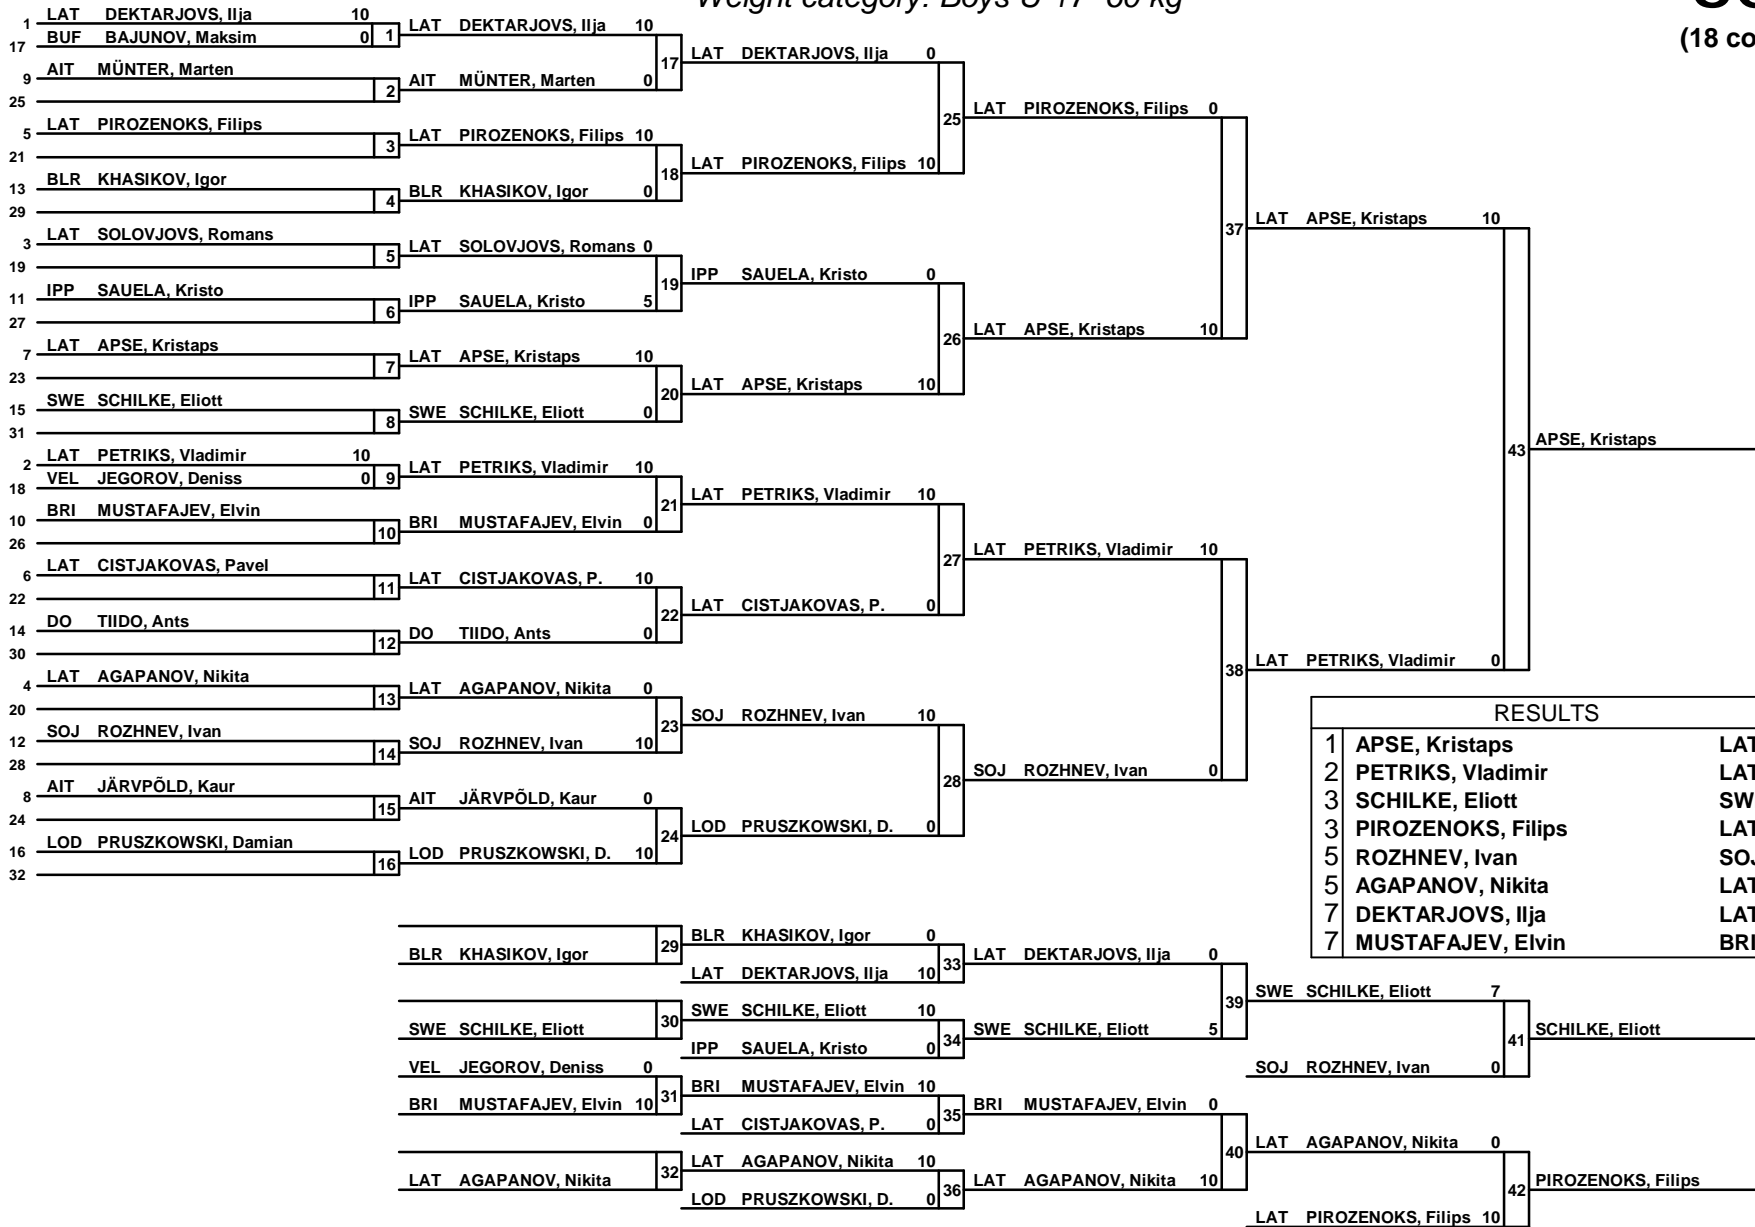 Weight category: Boys U-17 -60 kg
(18 co
1 LAT DEKTARJOVS, Ilja 10
17 BUF BAJUNOV, Maksim 0 1
LAT DEKTARJOVS, Ilja 10
9 AIT MÜNTER, Marten
25 2
AIT MÜNTER, Marten 0
17
LAT DEKTARJOVS, Ilja 0
5 LAT PIROZENOKS, Filips
21 3
LAT PIROZENOKS, Filips 10
13 BLR KHASIKOV, Igor
29 4
BLR KHASIKOV, Igor 0
18
LAT PIROZENOKS, Filips 10
25
LAT PIROZENOKS, Filips 0
3 LAT SOLOVJOVS, Romans
19 5
LAT SOLOVJOVS, Romans 0
11 IPP SAUELA, Kristo
27 6
IPP SAUELA, Kristo 5
19
IPP SAUELA, Kristo 0
7 LAT APSE, Kristaps
23 7
LAT APSE, Kristaps 10
15 SWE SCHILKE, Eliott
31 8
SWE SCHILKE, Eliott 0
20
LAT APSE, Kristaps 10
26
LAT APSE, Kristaps 10
37
LAT APSE, Kristaps 10
2 LAT PETRIKS, Vladimir 10
18 VEL JEGOROV, Deniss 0 9
LAT PETRIKS, Vladimir 10
10 BRI MUSTAFAJEV, Elvin
26 10
BRI MUSTAFAJEV, Elvin 0
21
LAT PETRIKS, Vladimir 10
6 LAT CISTJAKOVAS, Pavel
22 11
LAT CISTJAKOVAS, P. 10
14 DO TIIDO, Ants
30 12
DO TIIDO, Ants 0
22
LAT CISTJAKOVAS, P. 0
27
LAT PETRIKS, Vladimir 10
4 LAT AGAPANOV, Nikita
20 13
LAT AGAPANOV, Nikita 0
12 SOJ ROZHNEV, Ivan
28 14
SOJ ROZHNEV, Ivan 10
23
SOJ ROZHNEV, Ivan 10
8 AIT JÄRVPÕLD, Kaur
24 15
AIT JÄRVPÕLD, Kaur 0
16 LOD PRUSZKOWSKI, Damian
32 16
LOD PRUSZKOWSKI, D. 10
24
LOD PRUSZKOWSKI, D. 0
28
SOJ ROZHNEV, Ivan 0
38
LAT PETRIKS, Vladimir 0
43
APSE, Kristaps
RESULTS
1 APSE, Kristaps LAT
2 PETRIKS, Vladimir LAT
3 SCHILKE, Eliott SW
3 PIROZENOKS, Filips LAT
5 ROZHNEV, Ivan SOJ
5 AGAPANOV, Nikita LAT
7 DEKTARJOVS, Ilja LAT
7 MUSTAFAJEV, Elvin BRI
BLR KHASIKOV, Igor
29
BLR KHASIKOV, Igor 0
LAT DEKTARJOVS, Ilja 10
33
LAT DEKTARJOVS, Ilja 0
SWE SCHILKE, Eliott
30
SWE SCHILKE, Eliott 10
IPP SAUELA, Kristo 0
34
SWE SCHILKE, Eliott 5
39
SWE SCHILKE, Eliott 7
SOJ ROZHNEV, Ivan 0
41
SCHILKE, Eliott
VEL JEGOROV, Deniss 0
BRI MUSTAFAJEV, Elvin 10
31
BRI MUSTAFAJEV, Elvin 10
LAT CISTJAKOVAS, P. 0
35
BRI MUSTAFAJEV, Elvin 0
LAT AGAPANOV, Nikita
32
LAT AGAPANOV, Nikita 10
LOD PRUSZKOWSKI, D. 0
36
LAT AGAPANOV, Nikita 10
40
LAT AGAPANOV, Nikita 0
LAT PIROZENOKS, Filips 10
42
PIROZENOKS, Filips